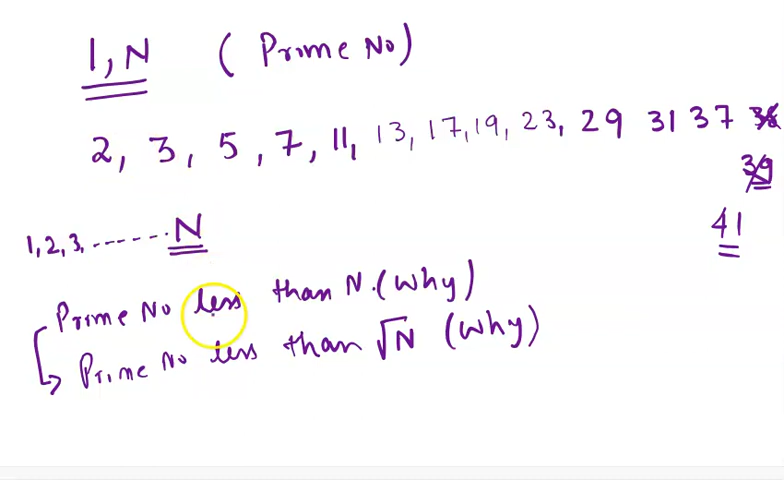 1, N ( Prime No)
2, 3, 5, 7, 11, 13, 17, 19, 23, 29 31 37
39
41
1, 2, 3, ------- N
Prime No less than N. (why)
Prime No less than √N (why)